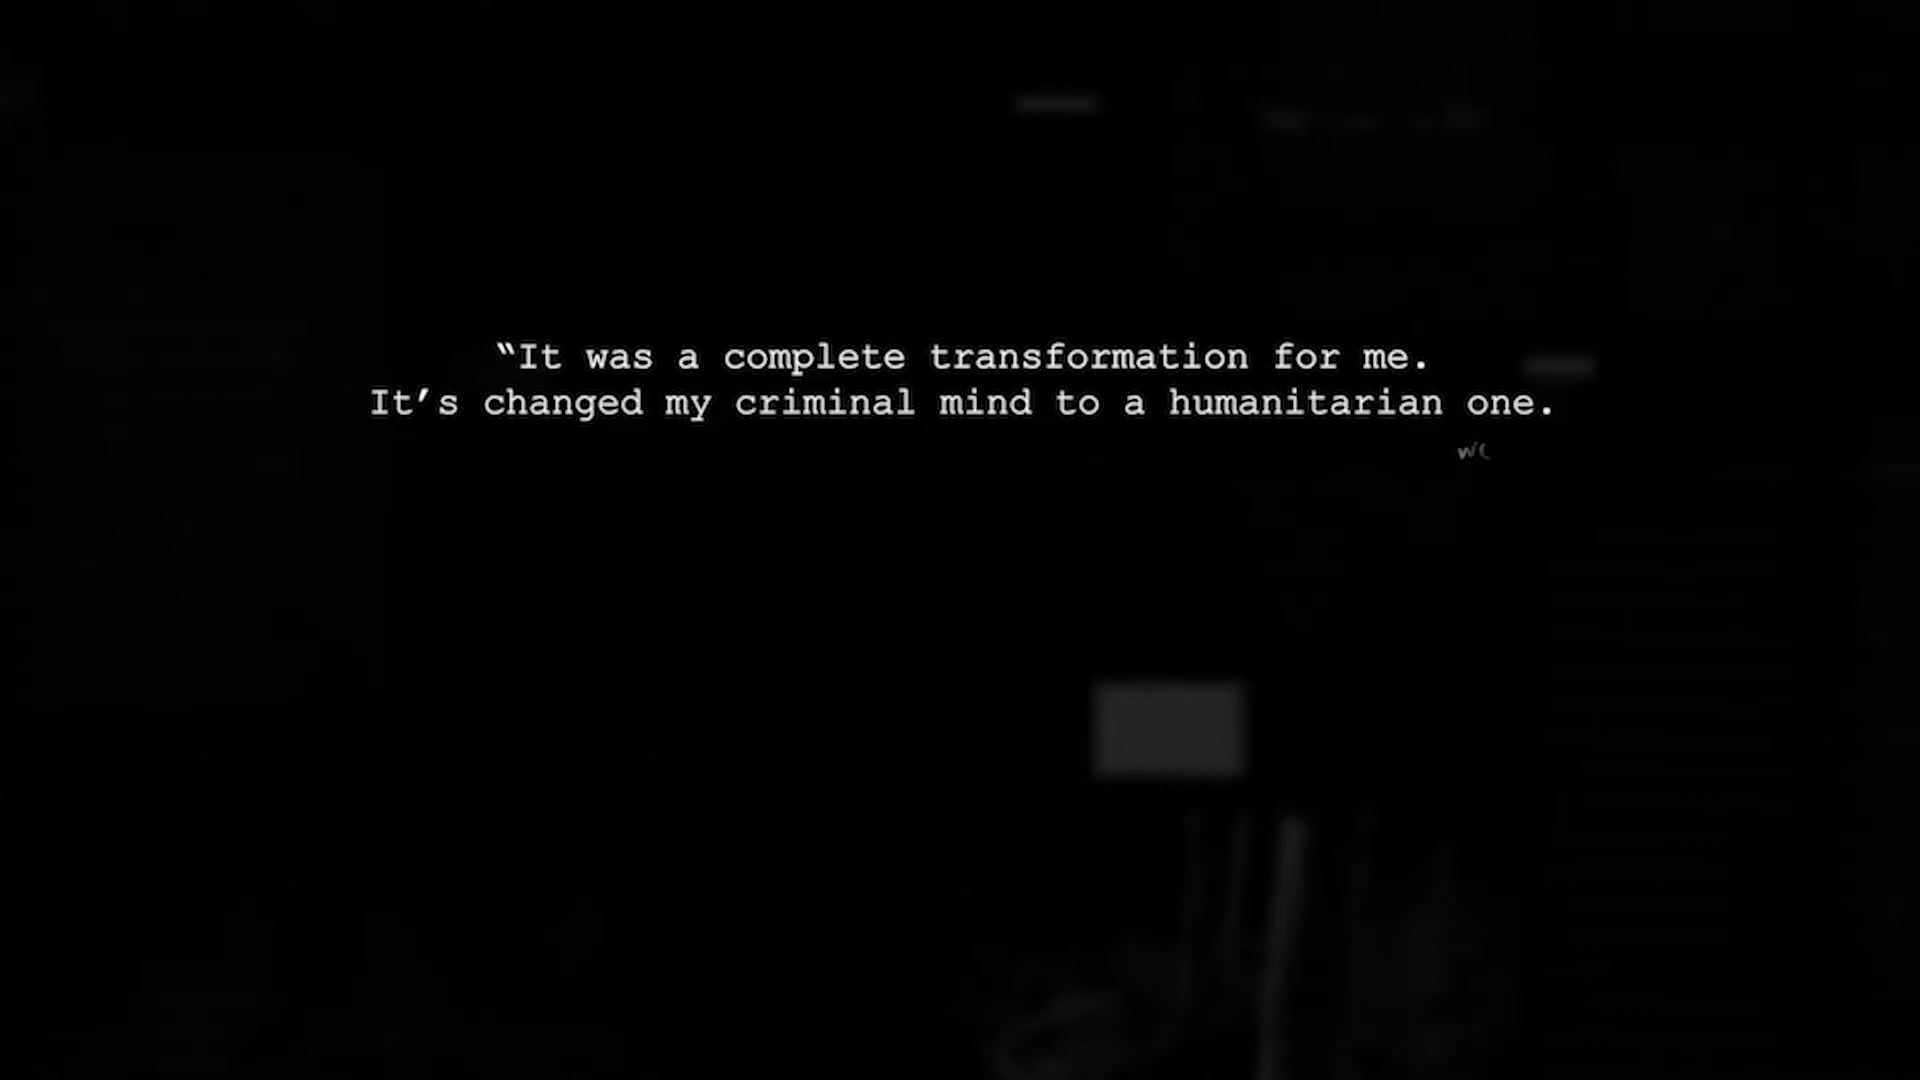 “It was a complete transformation for me.
It’s changed my criminal mind to a humanitarian one.